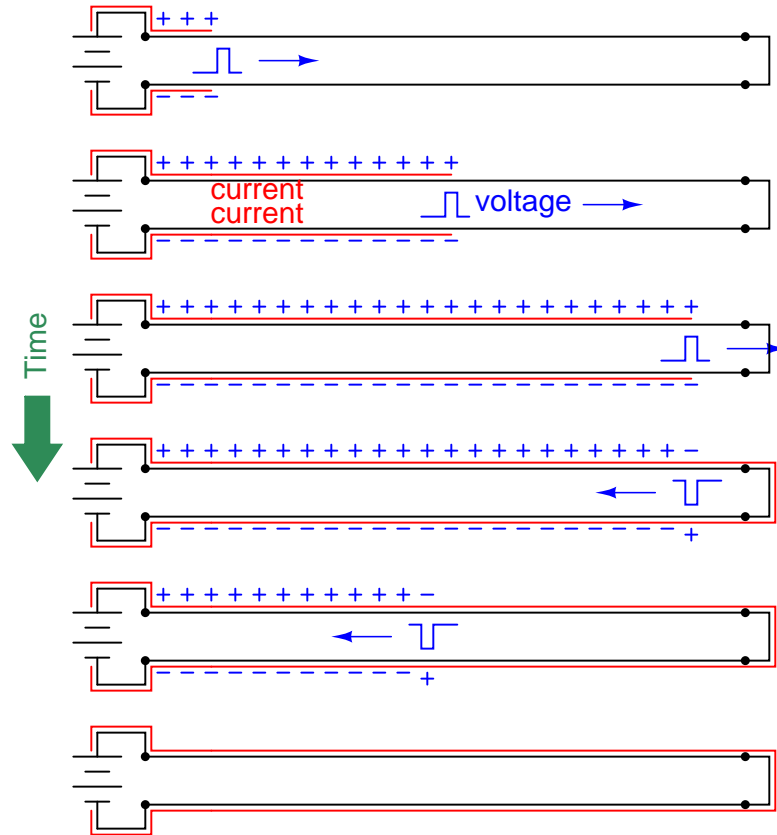 + + +
− − −
+ + + + + + + + + + + + +
current
current
voltage
− − − − − − − − − − − − −
+ + + + + + + + + + + + + + + + + + + + + + +
Time
− − − − − − − − − − − − − − − − − − − − − − −
+ + + + + + + + + + + + + + + + + + + + + + −
− − − − − − − − − − − − − − − − − − − − − − +
+ + + + + + + + + + + −
− − − − − − − − − − − +